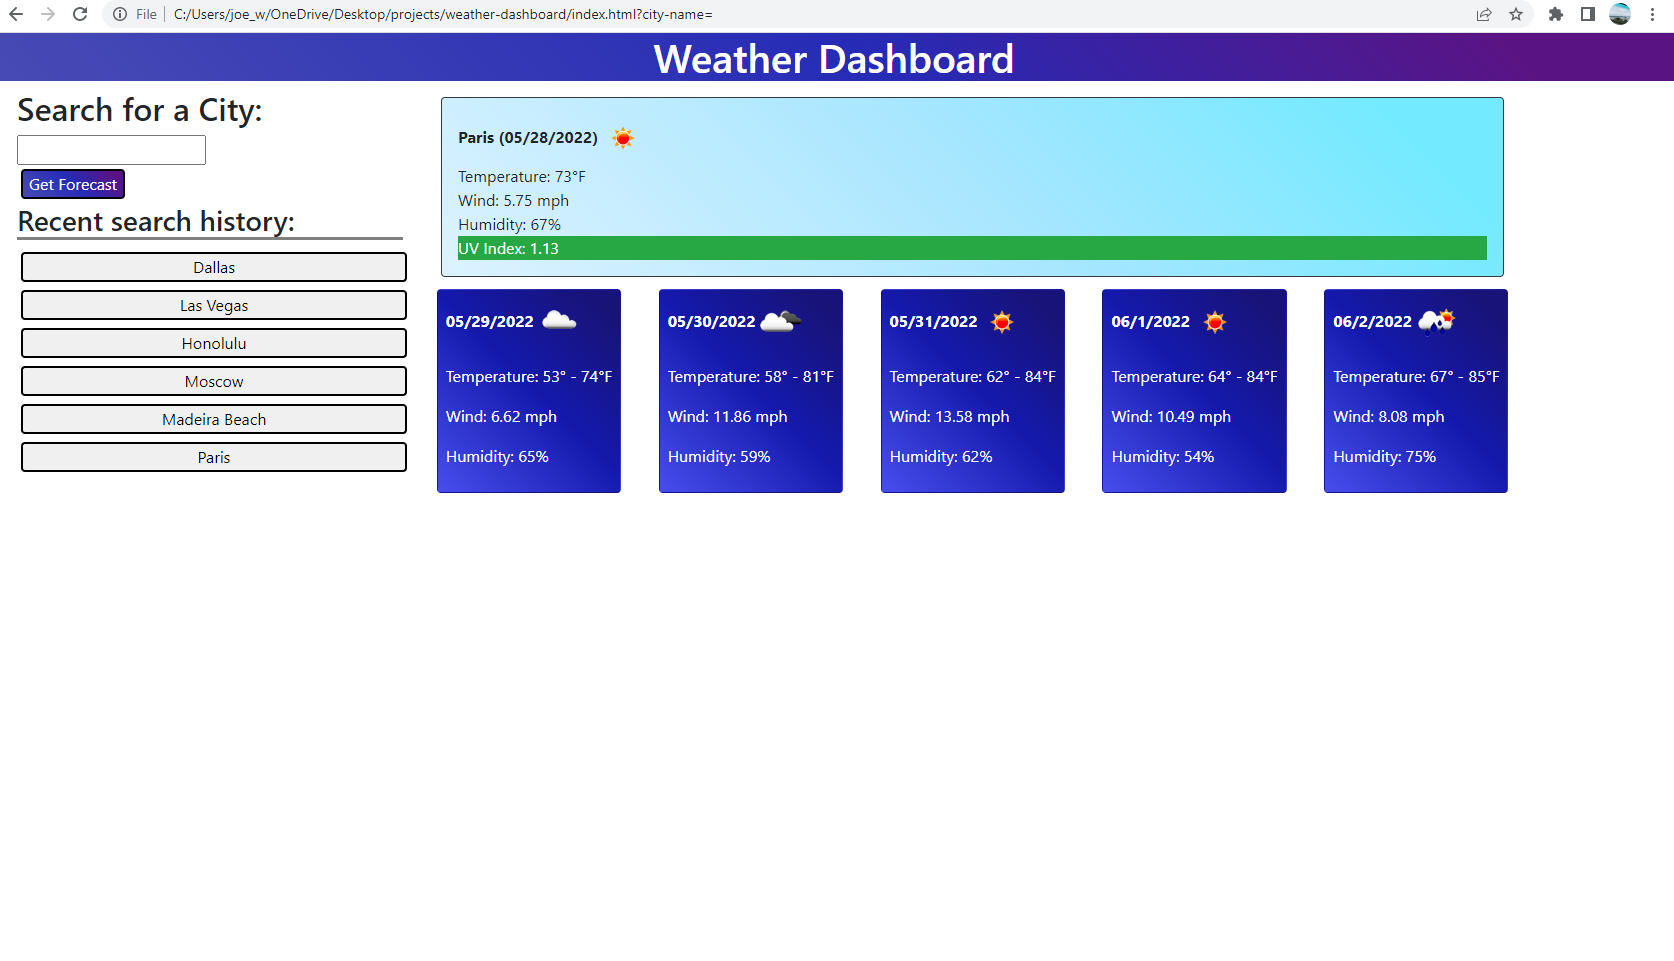 File
C:/Users/joe_w/OneDrive/Desktop/projects/weather-dashboard/index.html?city-name=
Weather Dashboard
Search for a City:
Get Forecast
Recent search history:
Dallas
Las Vegas
Honolulu
Moscow
Madeira Beach
Paris
Paris (05/28/2022)
Temperature: 73°F
Wind: 5.75 mph
Humidity: 67%
UV Index: 1.13
05/29/2022
Temperature: 53° - 74°F
Wind: 6.62 mph
Humidity: 65%
05/30/2022
Temperature: 58° - 81°F
Wind: 11.86 mph
Humidity: 59%
05/31/2022
Temperature: 62° - 84°F
Wind: 13.58 mph
Humidity: 62%
06/1/2022
Temperature: 64° - 84°F
Wind: 10.49 mph
Humidity: 54%
06/2/2022
Temperature: 67° - 85°F
Wind: 8.08 mph
Humidity: 75%